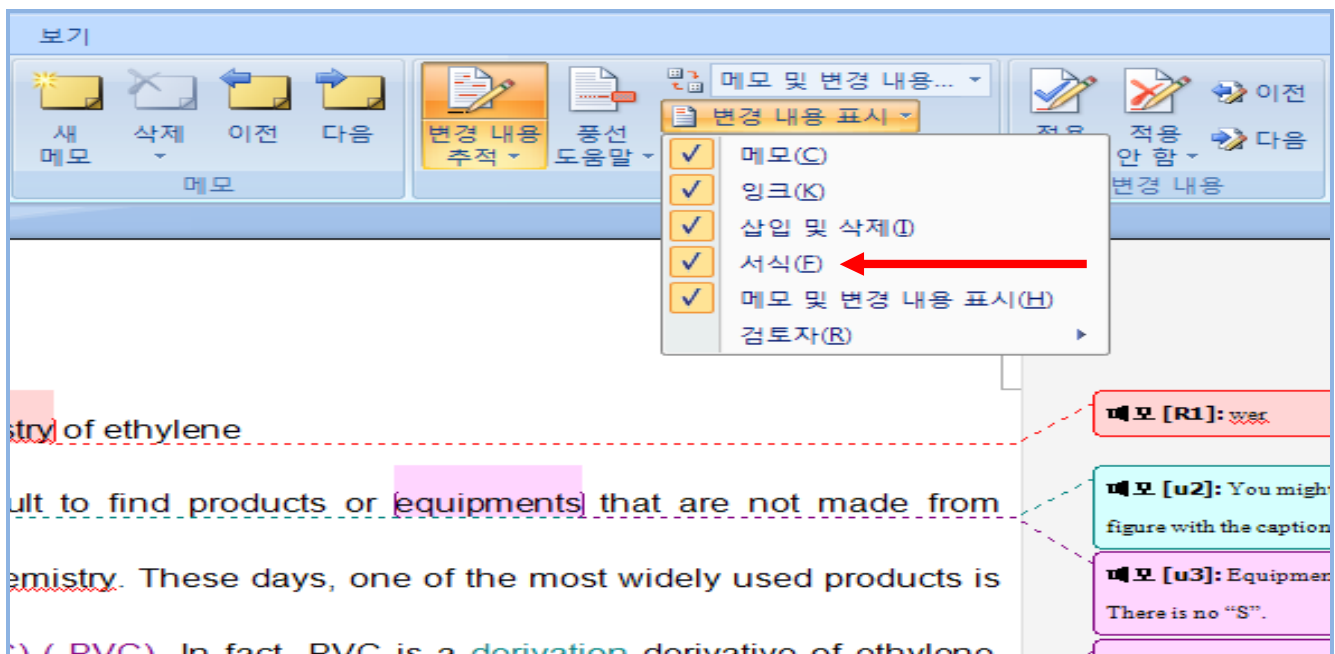 보기
새 메모
삭제
이전
다음
메모
변경 내용 추적
풍선 도움말
메모 및 변경 내용...
변경 내용 표시
메모(C)
잉크(K)
삽입 및 삭제(I)
서식(F)
메모 및 변경 내용 표시(H)
검토자(R)
적용 안 함
이전
다음
변경 내용
stry of ethylene
ult to find products or equipments that are not made from
emistry. These days, one of the most widely used products is
( PVC). In fact, PVC is a derivation derivative of ethylene
메모 [R1]: wer
메모 [u2]: You might
figure with the caption
메모 [u3]: Equipmen
There is no “S”.